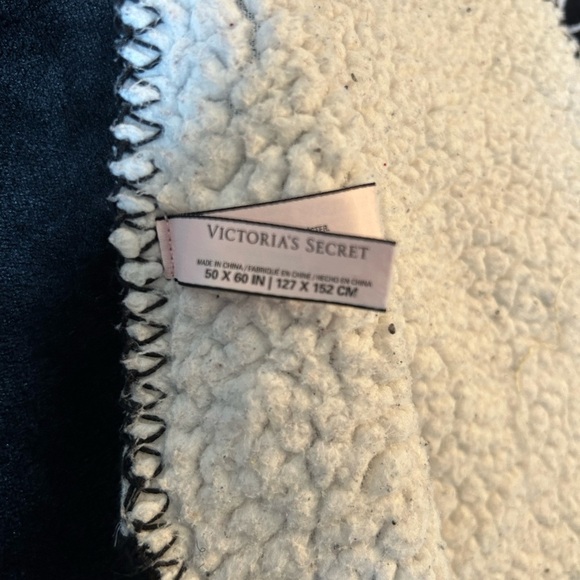 VICTORIA'S SECRET
MADE IN CHINA / FABRIQUÉ EN CHINE / HECHO EN CHINA
50 X 60 IN | 127 X 152 CM